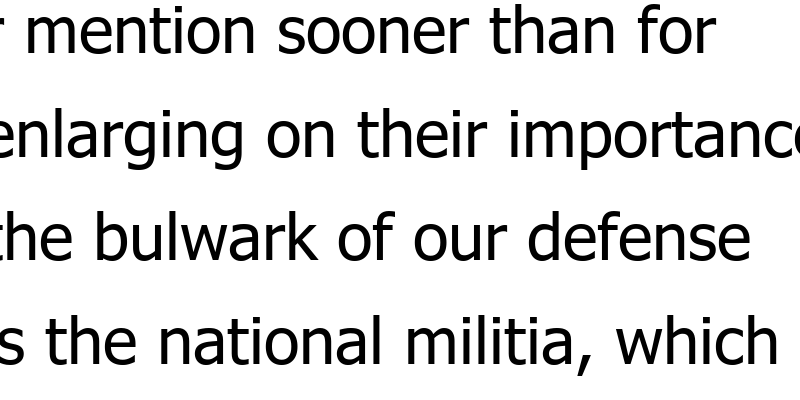 mention sooner than for
enlarging on their importance
the bulwark of our defense
s the national militia, which